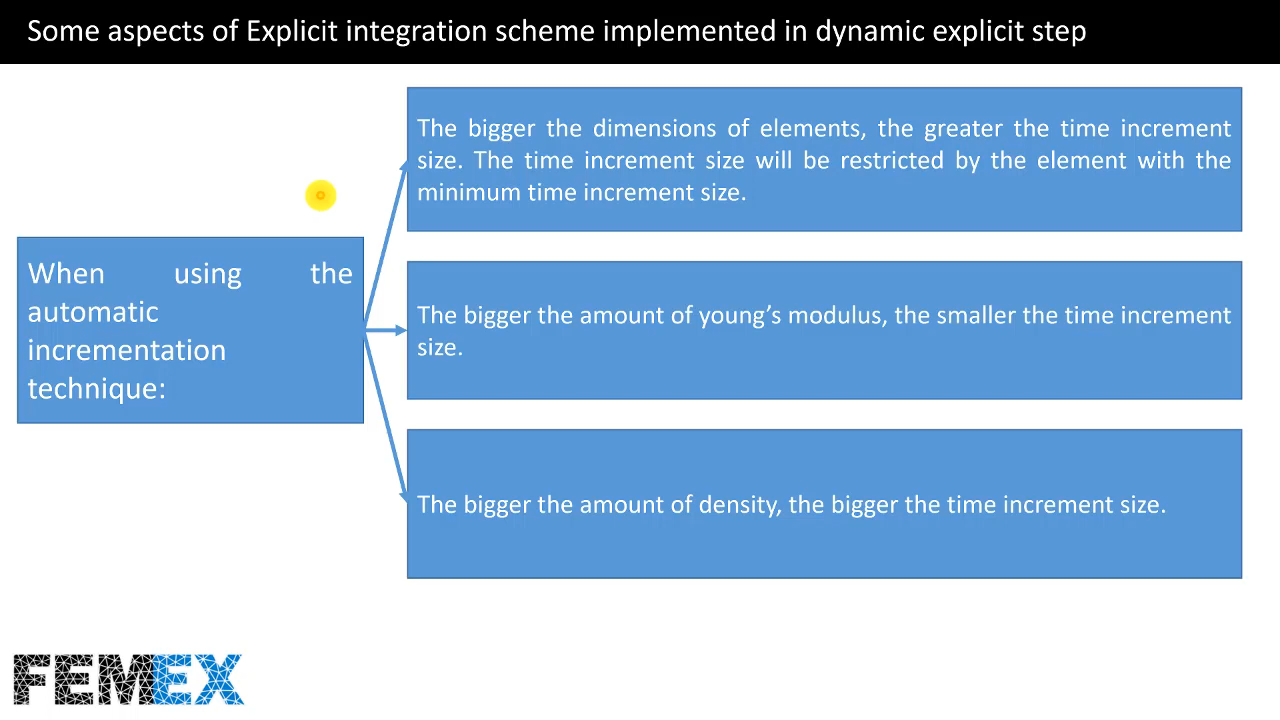 Some aspects of Explicit integration scheme implemented in dynamic explicit step
The bigger the dimensions of elements, the greater the time increment
size. The time increment size will be restricted by the element with the
minimum time increment size.
When using the
automatic
incrementation
technique:
The bigger the amount of young’s modulus, the smaller the time increment
size.
The bigger the amount of density, the bigger the time increment size.
FEMEX